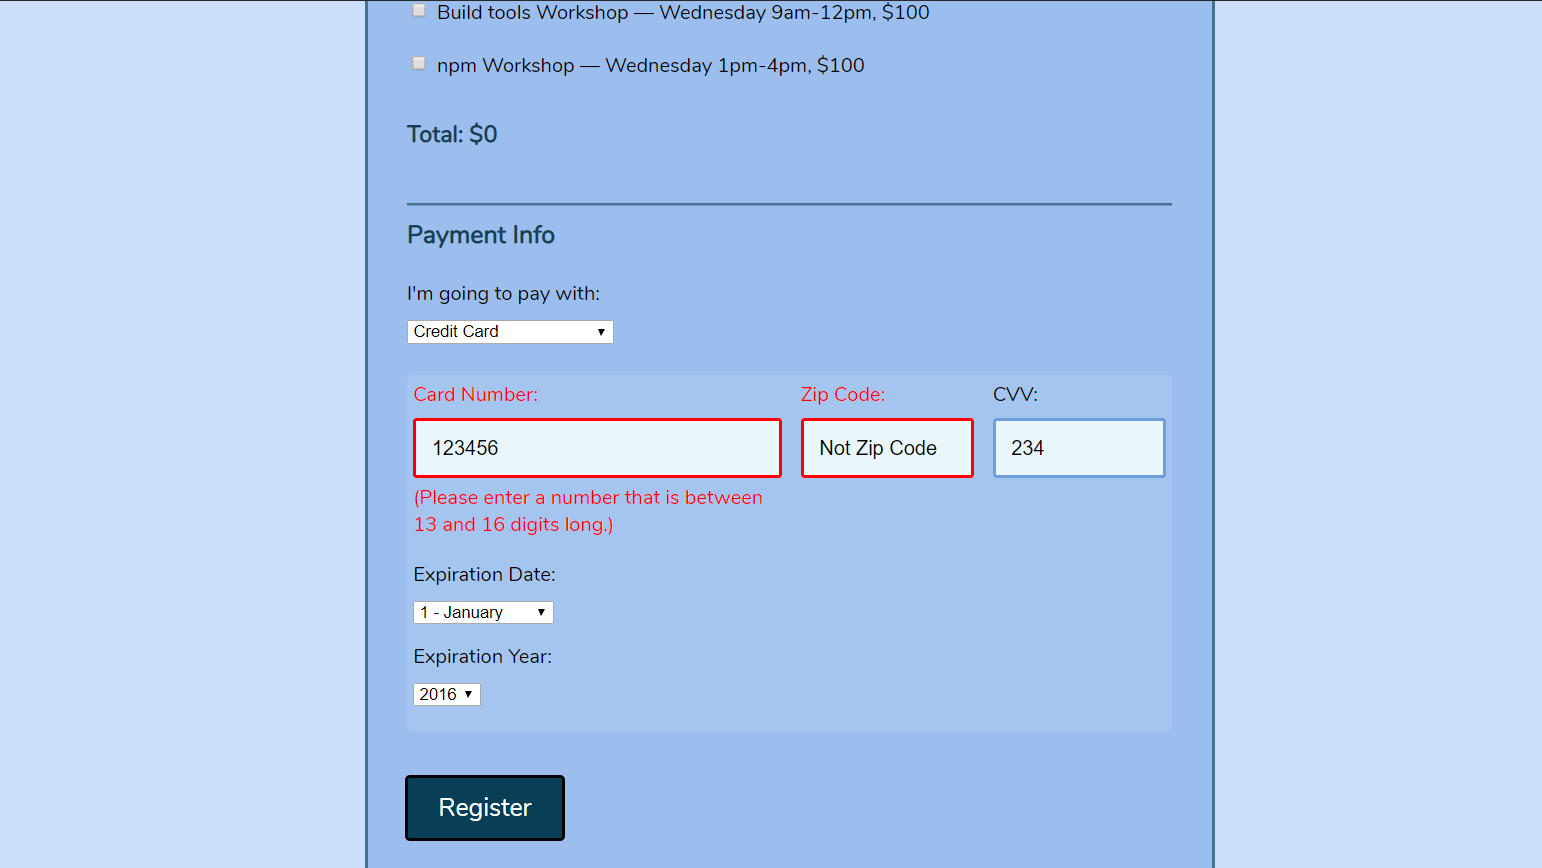 Build tools Workshop — Wednesday 9am-12pm, $100
npm Workshop — Wednesday 1pm-4pm, $100
Total: $0
Payment Info
I'm going to pay with:
Credit Card
Card Number: Zip Code: CVV:
123456 Not Zip Code 234
(Please enter a number that is between
13 and 16 digits long.)
Expiration Date:
1 - January
Expiration Year:
2016
Register